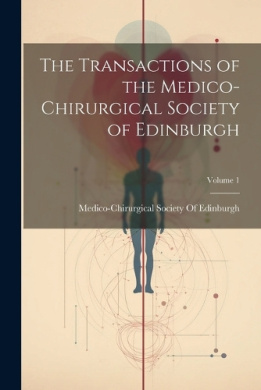 The Transactions of
the Medico-
Chirurgical Society
of Edinburgh
Volume 1
Medico-Chirurgical Society Of Edinburgh